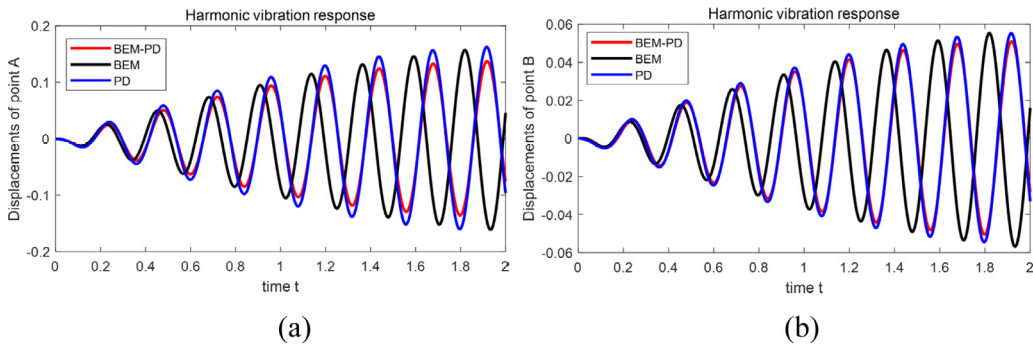 Harmonic vibration response
0.2
0.1
0
-0.1
-0.2
Displacements of point A
BEM-PD
BEM
PD
0 0.2 0.4 0.6 0.8 1 1.2 1.4 1.6 1.8 2
time t
(a)
Harmonic vibration response
0.06
0.04
0.02
0
-0.02
-0.04
-0.06
Displacements of point B
BEM-PD
BEM
PD
0 0.2 0.4 0.6 0.8 1 1.2 1.4 1.6 1.8 2
time t
(b)